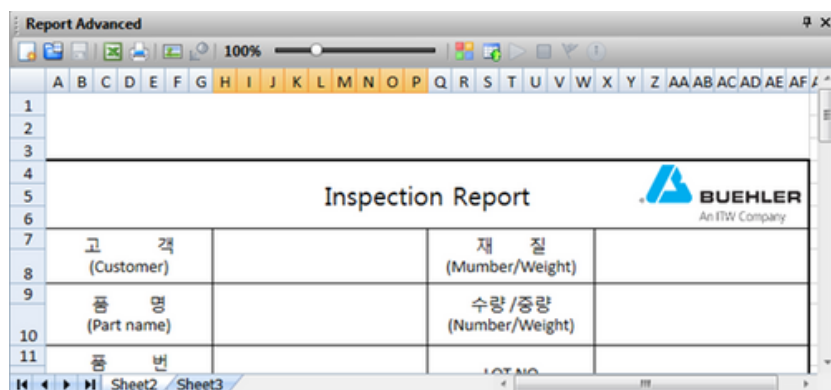 Report Advanced
100%
A B C D E F G H I J K L M N O P Q R S T U V W X Y Z AA AB AC AD AE AF
1
2
3
4
5 Inspection Report BUEHLER
6 An ITW Company
7 고 객 재 질
8 (Customer) (Mumber/Weight)
9 품 명 수량 /중량
10 (Part name) (Number/Weight)
11 품 번 LOT NO
Sheet2 Sheet3